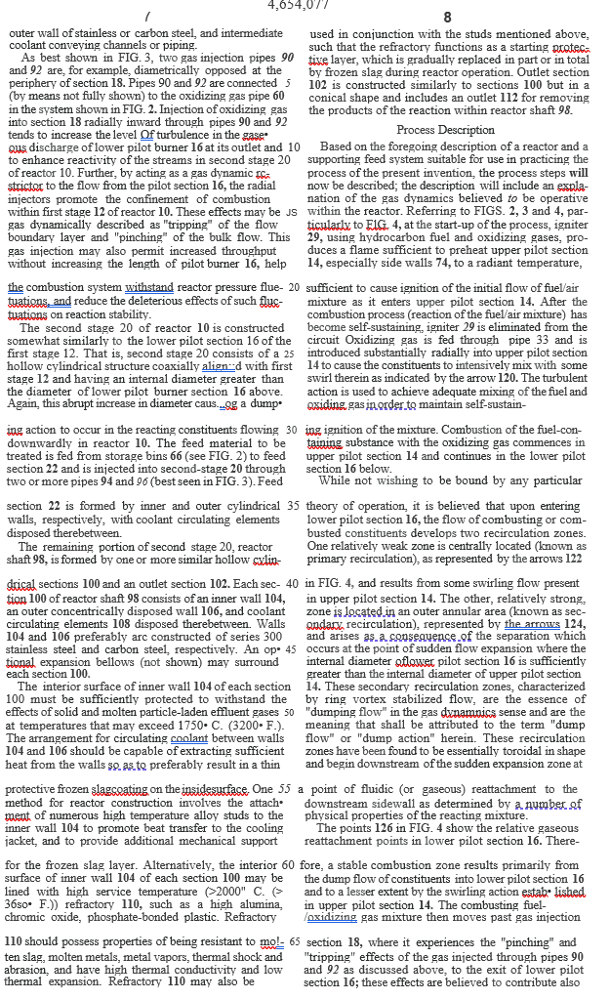 4,654,077
7
8
outer wall of stainless or carbon steel, and intermediate
coolant conveying channels or piping.
As best shown in FIG. 3, two gas injection pipes 90
and 92 are, for example, diametrically opposed at the
periphery of section 18. Pipes 90 and 92 are connected 5
(by means not fully shown) to the oxidizing gas pipe 60
in the system shown in FIG. 2. Injection of oxidizing gas
into section 18 radially inward through pipes 90 and 92
tends to increase the level Of turbulence in the gase•
ous discharge of lower pilot burner 16 at its outlet and 10
to enhance reactivity of the streams in second stage 20
of reactor 10. Further, by acting as a gas dynamic rc-
strictor to the flow from the pilot section 16, the radial
injectors promote the confinement of combustion
within first stage 12 of reactor 10. These effects may be JS
gas dynamically described as "tripping" of the flow
boundary layer and "pinching" of the bulk flow. This
gas injection may also permit increased throughput
without increasing the length of pilot burner 16, help
the combustion system withstand reactor pressure flue- 20
tuations, and reduce the deleterious effects of such fluc-
tuations on reaction stability.
The second stage 20 of reactor 10 is constructed
somewhat similarly to the lower pilot section 16 of the
first stage 12. That is, second stage 20 consists of a 25
hollow cylindrical structure coaxially align::d with first
stage 12 and having an internal diameter greater than
the diameter of lower pilot burner section 16 above.
Again, this abrupt increase in diameter caus...og a dump•
ing action to occur in the reacting constituents flowing 30
downwardly in reactor 10. The feed material to be
treated is fed from storage bins 66 (see FIG. 2) to feed
section 22 and is injected into second-stage 20 through
two or more pipes 94 and 96 (best seen in FIG. 3). Feed
section 22 is formed by inner and outer cylindrical 35
walls, respectively, with coolant circulating elements
disposed therebetween.
The remaining portion of second stage 20, reactor
shaft 98, is formed by one or more similar hollow cylin-
drical sections 100 and an outlet section 102. Each sec- 40
tion 100 of reactor shaft 98 consists of an inner wall 104,
an outer concentrically disposed wall 106, and coolant
circulating elements 108 disposed therebetween. Walls
104 and 106 preferably arc constructed of series 300
stainless steel and carbon steel, respectively. An op• 45
tional expansion bellows (not shown) may surround
each section 100.
The interior surface of inner wall 104 of each section
100 must be sufficiently protected to withstand the
effects of solid and molten particle-laden effluent gases 50
at temperatures that may exceed 1750• C. (3200• F.).
The arrangement for circulating coolant between walls
104 and 106 should be capable of extracting sufficient
heat from the walls so as to preferably result in a thin
protective frozen slagcoating on the insidesurface. One 55
method for reactor construction involves the attach•
ment of numerous high temperature alloy studs to the
inner wall 104 to promote beat transfer to the cooling
jacket, and to provide additional mechanical support
for the frozen slag layer. Alternatively, the interior 60
surface of inner wall 104 of each section 100 may be
lined with high service temperature (>2000" C. (>
36so• F.)) refractory 110, such as a high alumina,
chromic oxide, phosphate-bonded plastic. Refractory
110 should possess properties of being resistant to mo!- 65
ten slag, molten metals, metal vapors, thermal shock and
abrasion, and have high thermal conductivity and low
thermal expansion. Refractory 110 may also be
used in conjunction with the studs mentioned above,
such that the refractory functions as a starting protec-
tive layer, which is gradually replaced in part or in total
by frozen slag during reactor operation. Outlet section
102 is constructed similarly to sections 100 but in a
conical shape and includes an outlet 112 for removing
the products of the reaction within reactor shaft 98.
Process Description
Based on the foregoing description of a reactor and a
supporting feed system suitable for use in practicing the
process of the present invention, the process steps will
now be described; the description will include an expla-
nation of the gas dynamics believed to be operative
within the reactor. Referring to FIGS. 2, 3 and 4, par-
ticularly to F1G. 4, at the start-up of the process, igniter
29, using hydrocarbon fuel and oxidizing gases, pro-
duces a flame sufficient to preheat upper pilot section
14, especially side walls 74, to a radiant temperature,
sufficient to cause ignition of the initial flow of fuel/air
mixture as it enters upper pilot section 14. After the
combustion process (reaction of the fuel/air mixture) has
become self-sustaining, igniter 29 is eliminated from the
circuit Oxidizing gas is fed through pipe 33 and is
introduced substantially radially into upper pilot section
14 to cause the constituents to intensively mix with some
swirl therein as indicated by the arrow 120. The turbulent
action is used to achieve adequate mixing of the fuel and
oxiding gas in order to maintain self-sustain-
ing ignition of the mixture. Combustion of the fuel-con-
taining substance with the oxidizing gas commences in
upper pilot section 14 and continues in the lower pilot
section 16 below.
While not wishing to be bound by any particular
theory of operation, it is believed that upon entering
lower pilot section 16, the flow of combusting or com-
busted constituents develops two recirculation zones.
One relatively weak zone is centrally located (known as
primary recirculation), as represented by the arrows 122
in FIG. 4, and results from some swirling flow present
in upper pilot section 14. The other, relatively strong,
zone is located in an outer annular area (known as sec-
ondary recirculation), represented by the arrows 124,
and arises as a consequence of the separation which
occurs at the point of sudden flow expansion where the
internal diameter oflower pilot section 16 is sufficiently
greater than the internal diameter of upper pilot section
14. These secondary recirculation zones, characterized
by ring vortex stabilized flow, are the essence of
"dumping flow" in the gas dynamnics sense and are the
meaning that shall be attributed to the term "dump
flow" or "dump action" herein. These recirculation
zones have been found to be essentially toroidal in shape
and begin downstream of the sudden expansion zone at
a point of fluidic (or gaseous) reattachment to the
downstream sidewall as determined by a number of
physical properties of the reacting mixture.
The points 126 in FIG. 4 show the relative gaseous
reattachment points in lower pilot section 16. There-
fore, a stable combustion zone results primarily from
the dump flow of constituents into lower pilot section 16
and to a lesser extent by the swirling action estab• lished
in upper pilot section 14. The combusting fuel-
/oxidizing gas mixture then moves past gas injection
section 18, where it experiences the "pinching" and
"tripping" effects of the gas injected through pipes 90
and 92 as discussed above, to the exit of lower pilot
section 16; these effects are believed to contribute also